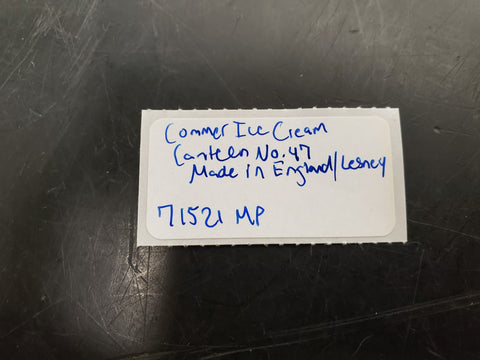 Commer Ice Cream
Canteen No. 47
Made in England/Lesney
71521 MP